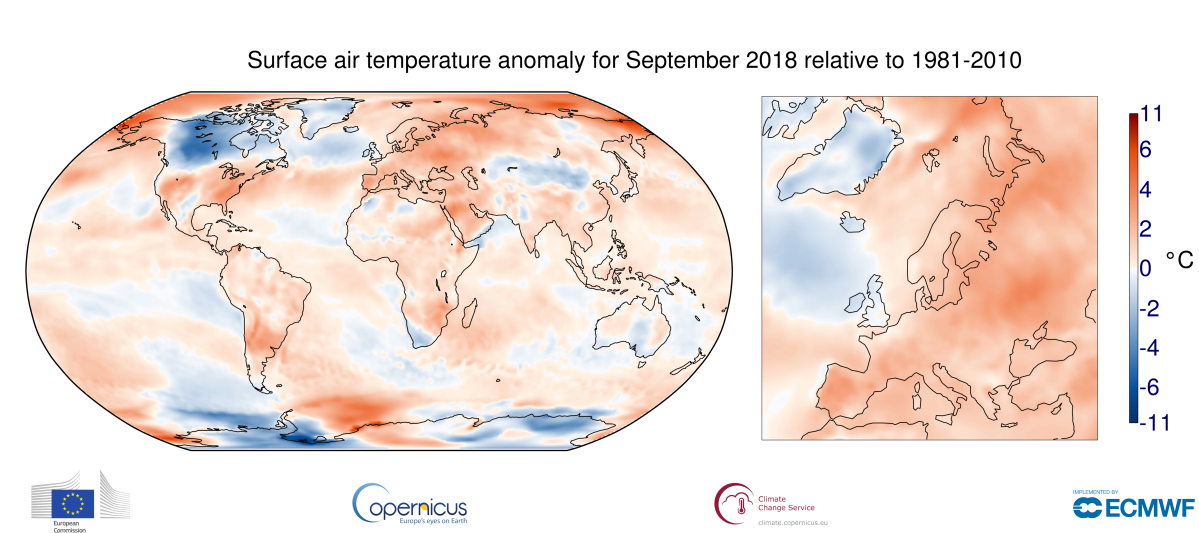 Surface air temperature anomaly for September 2018 relative to 1981-2010
11
6
4
2
0
-2
-4
-6
-11
°C
European
Commission
opernicus
Europe's eyes on Earth
Climate
Change Service
climate.copernicus.eu
IMPLEMENTED BY
ECMWF